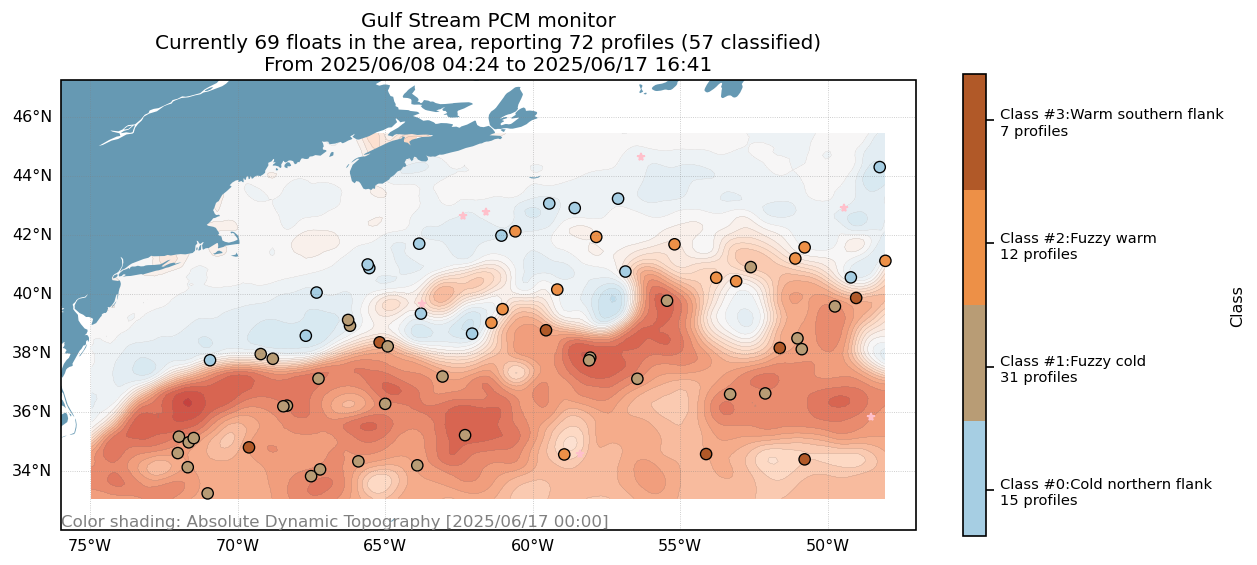 Gulf Stream PCM monitor
Currently 69 floats in the area, reporting 72 profiles (57 classified)
From 2025/06/08 04:24 to 2025/06/17 16:41
46°N
44°N
42°N
40°N
38°N
36°N
34°N
Color shading: Absolute Dynamic Topography [2025/06/17 00:00]
75°W
70°W
65°W
60°W
55°W
50°W
Class #3:Warm southern flank
7 profiles
Class #2:Fuzzy warm
12 profiles
Class #1:Fuzzy cold
31 profiles
Class #0:Cold northern flank
15 profiles
Class